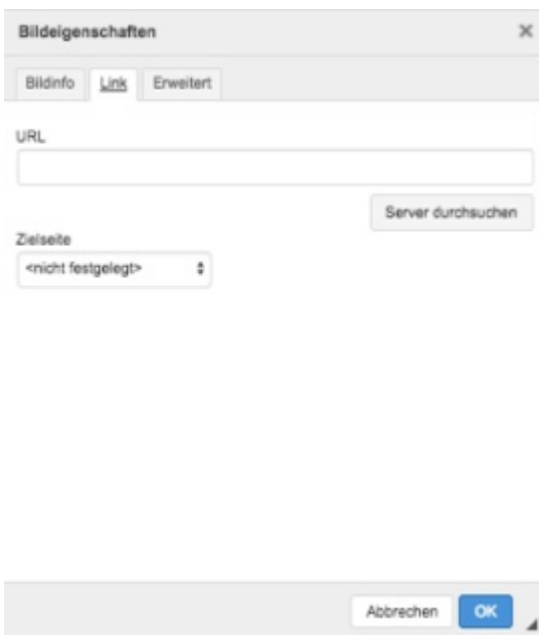 Bildeigenschaften
Bildinfo Link Erweitert
URL
Server durchsuchen
Zielseite
<nicht festgelegt>
Abbrechen OK